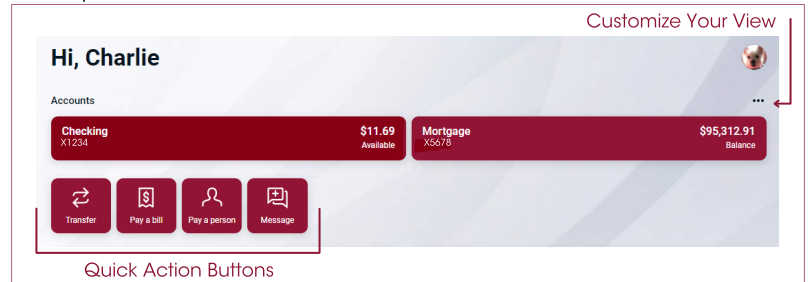 Customize Your View
Hi, Charlie
Accounts
Checking $11.69 Mortgage $95,312.91
X1234 Available X5678 Balance
Transfer Pay a bill Pay a person Message
Quick Action Buttons